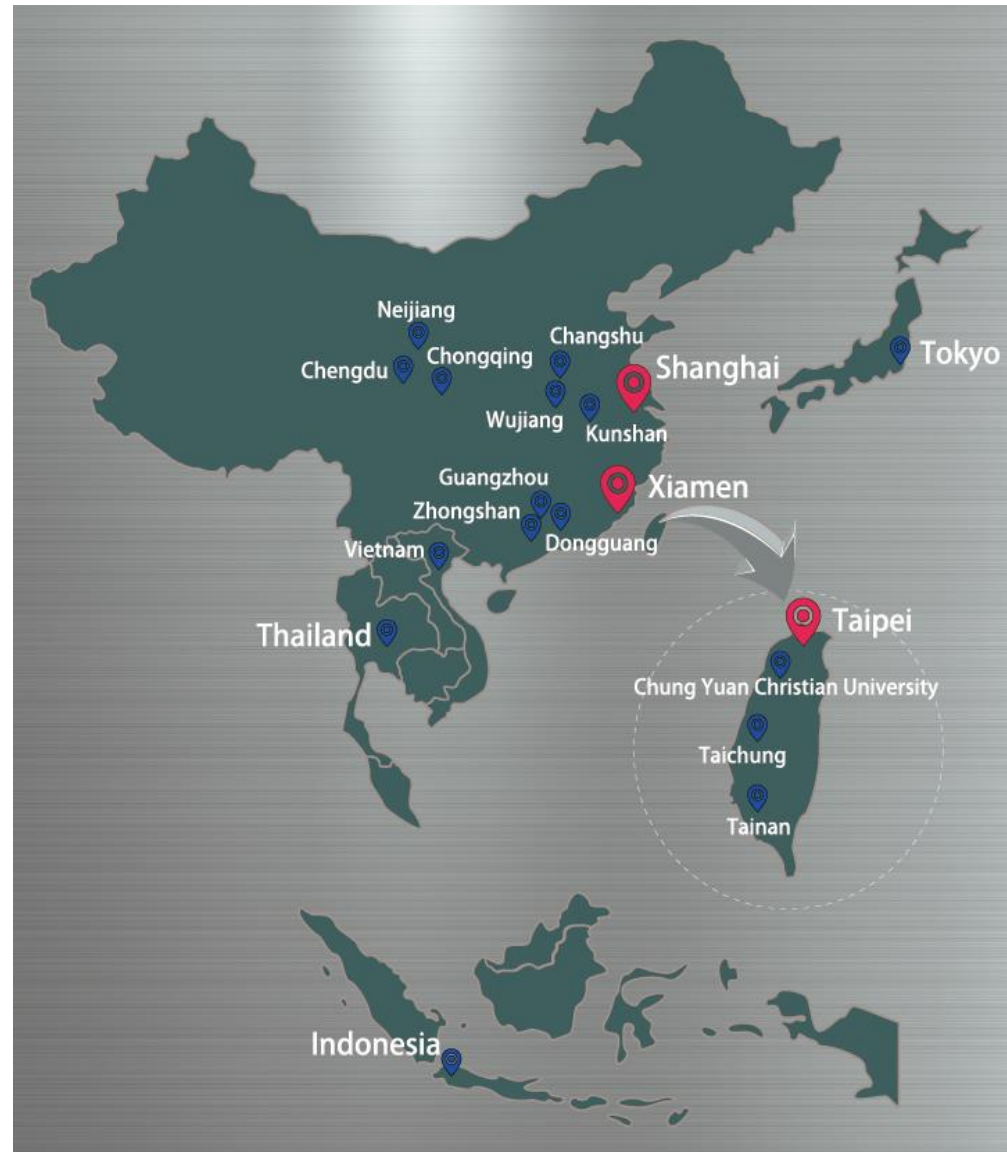 Neijiang
Changshu
Chongqing
Chengdu
Shanghai
Tokyo
Wujiang
Kunshan
Guangzhou
Xiamen
Zhongshan
Dongguang
Vietnam
Thailand
Taipei
Chung Yuan Christian University
Taichung
Tainan
Indonesia